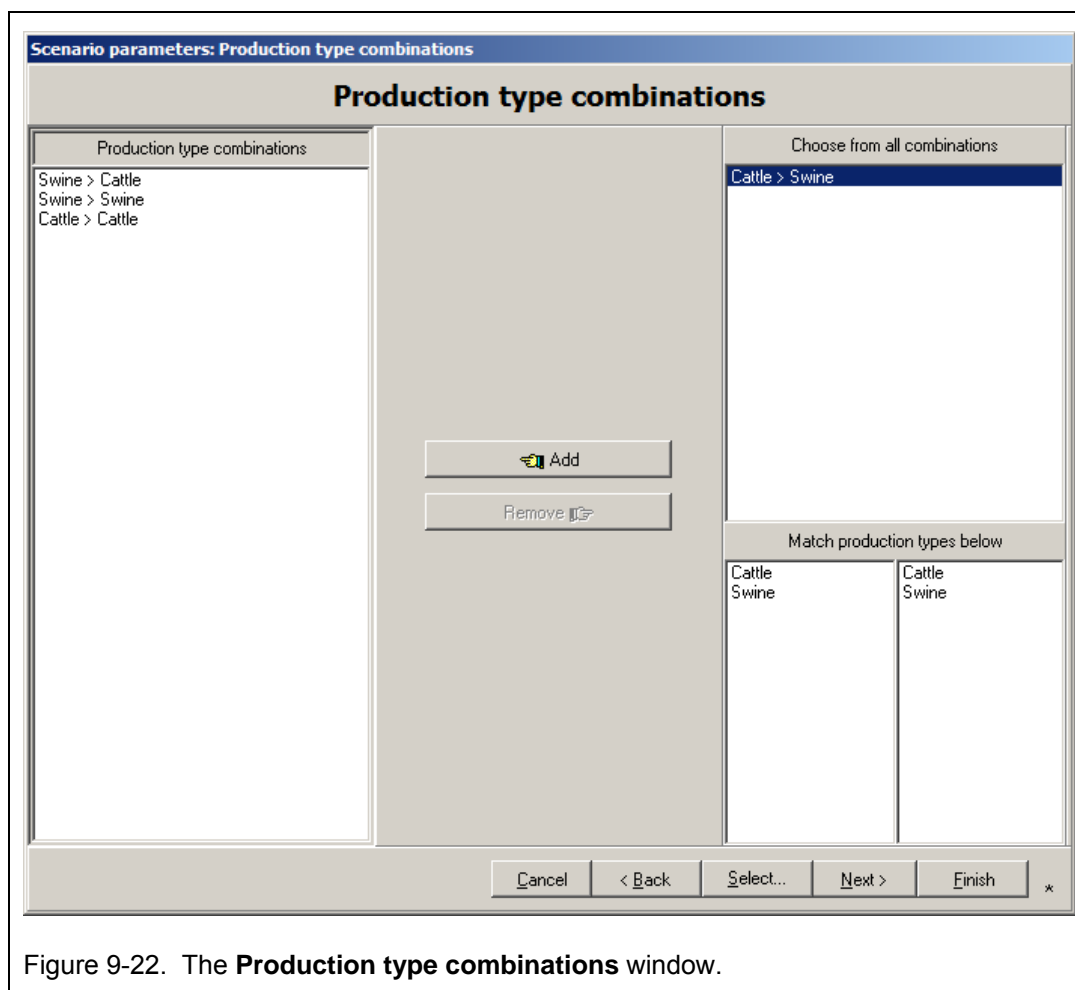 Scenario parameters: Production type combinations
Production type combinations
Production type combinations
Swine > Cattle
Swine > Swine
Cattle > Cattle
Add
Remove
Choose from all combinations
Cattle > Swine
Match production types below
Cattle
Swine
Cattle
Swine
Cancel
< Back
Select...
Next >
Finish
*
Figure 9-22. The Production type combinations window.